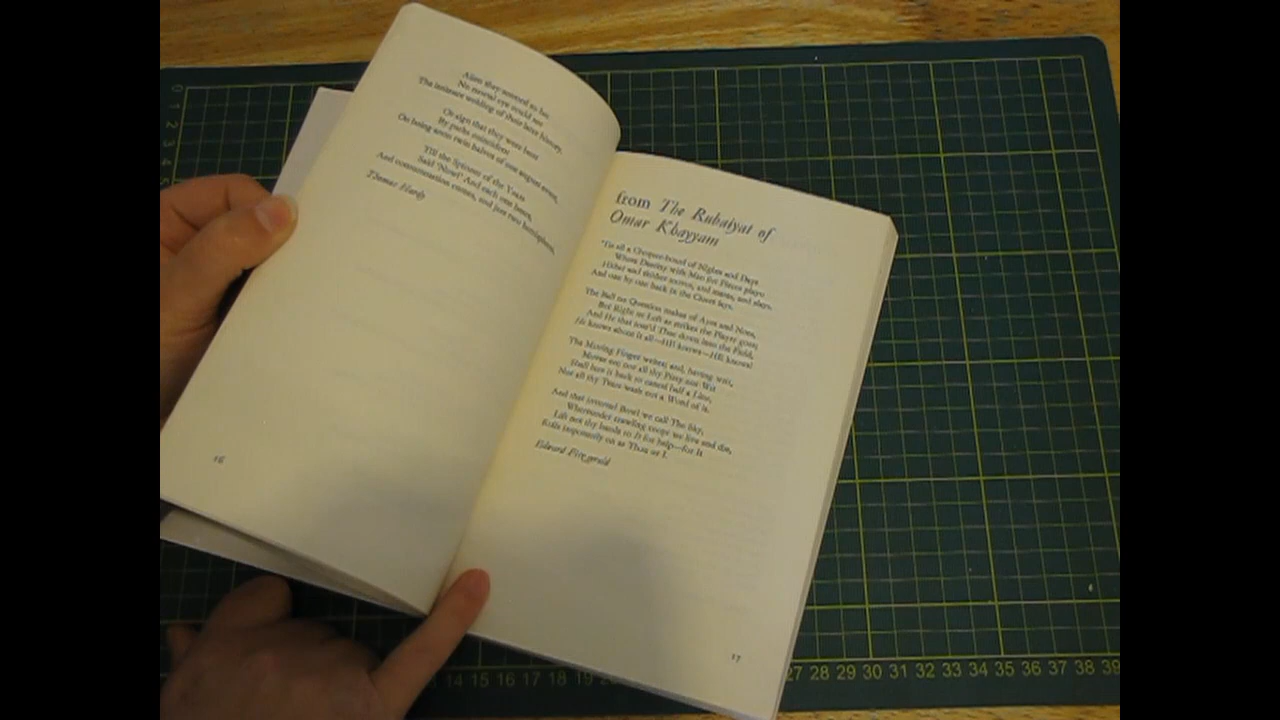 Alien they seemed to be:
No mortal eye could see
The intimate welding of their later history,
Or sign that they were bent
By paths coincident
On being anon twin halves of one august event,
Till the Spinner of the Years
Said 'Now!' And each one hears,
And consummation comes, and jars two hemispheres.
Thomas Hardy
16
from The Rubaiyat of
Omar Khayyam
'Tis all a Chequer-board of Nights and Days
Where Destiny with Men for Pieces plays:
Hither and thither moves, and mates, and slays,
And one by one back in the Closet lays.
The Ball no Question makes of Ayes and Noes,
But Right or Left as strikes the Player goes;
And He that toss'd Thee down into the Field,
He knows about it all—HE knows—HE knows!
The Moving Finger writes; and, having writ,
Moves on: nor all thy Piety nor Wit
Shall lure it back to cancel half a Line,
Nor all thy Tears wash out a Word of it.
And that inverted Bowl we call The Sky,
Whereunder crawling coop't we live and die,
Lift not thy hands to It for help—for It
Rolls impotently on as Thou or I.
Edward Fitzgerald
17
0
1
2
3
4
5
14 15 16 17 18 19
27 28 29 30 31 32 33 34 35 36 37 38 39